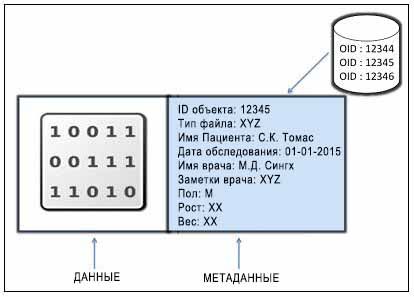 OID : 12344
OID : 12345
OID : 12346
10011
00111
11010
ID объекта: 12345
Тип файла: XYZ
Имя Пациента: С.К. Томас
Дата обследования: 01-01-2015
Имя врача: М.Д. Сингх
Заметки врача: XYZ
Пол: М
Рост: XX
Вес: XX
ДАННЫЕ
МЕТАДАННЫЕ